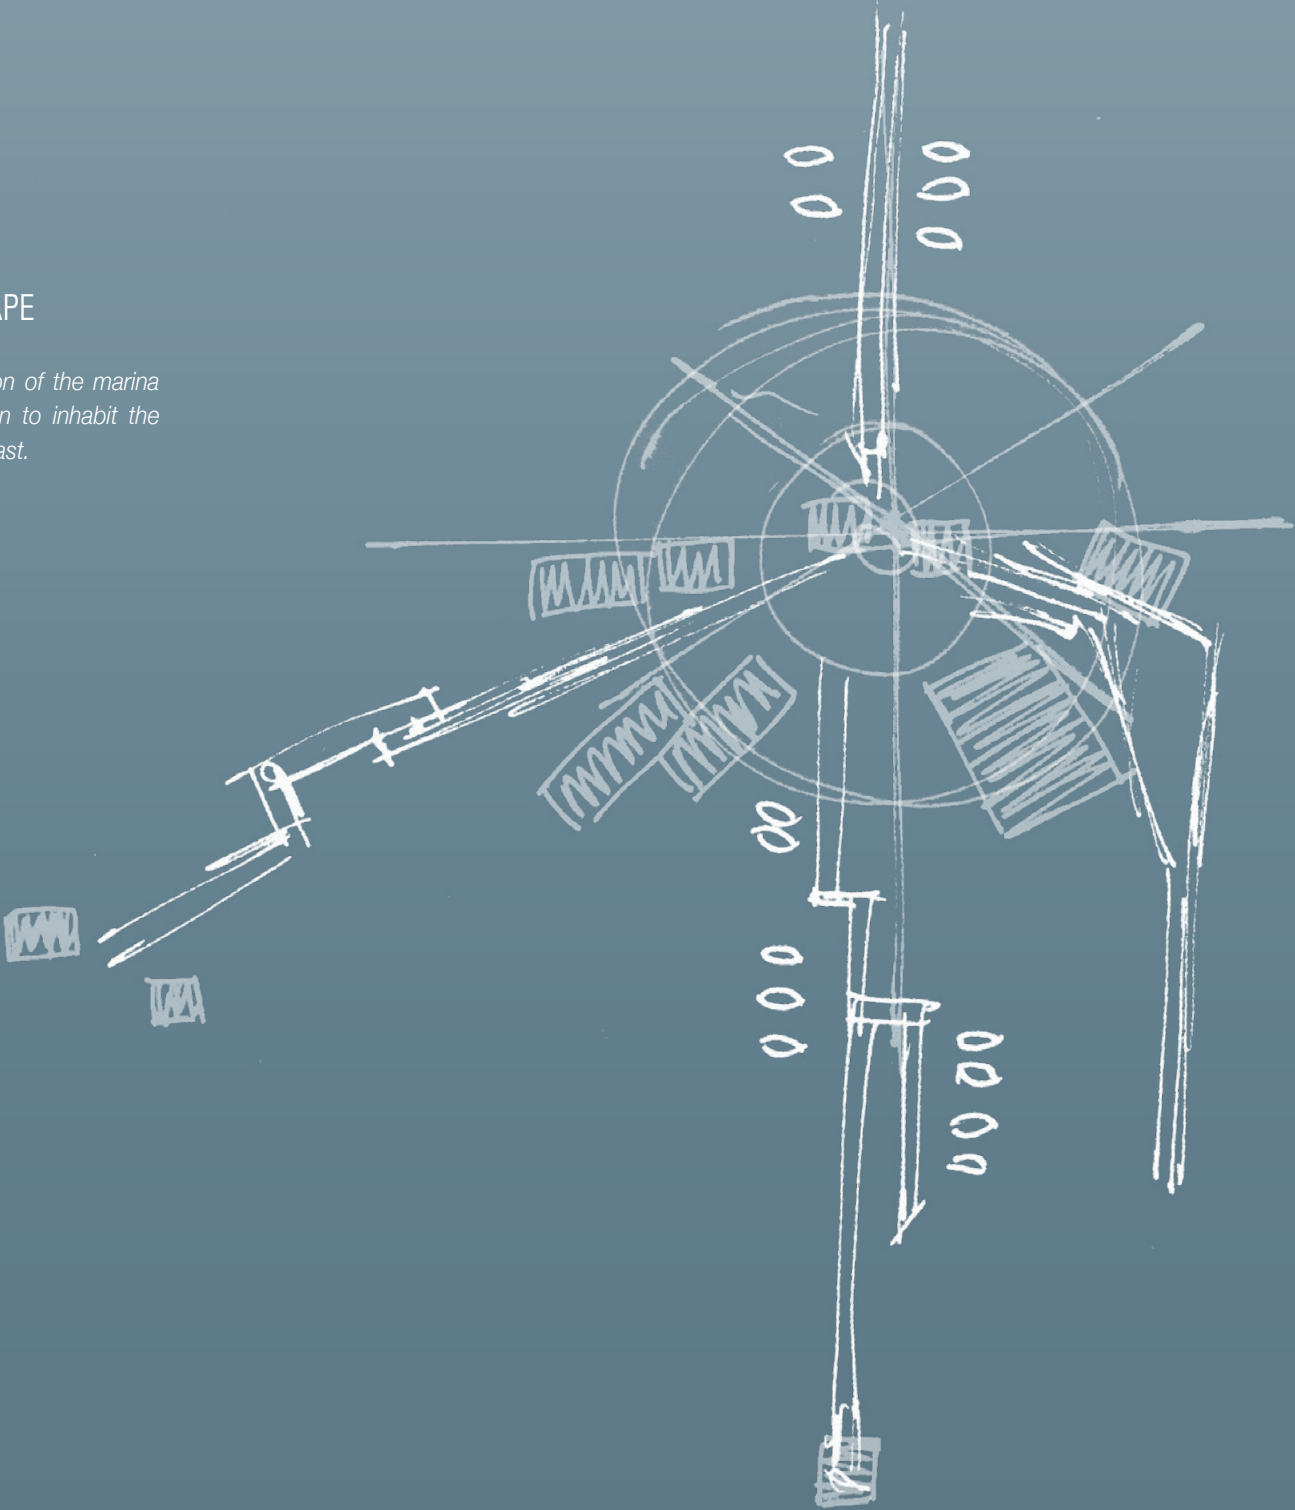 APE
on of the marina
n to inhabit the
ast.